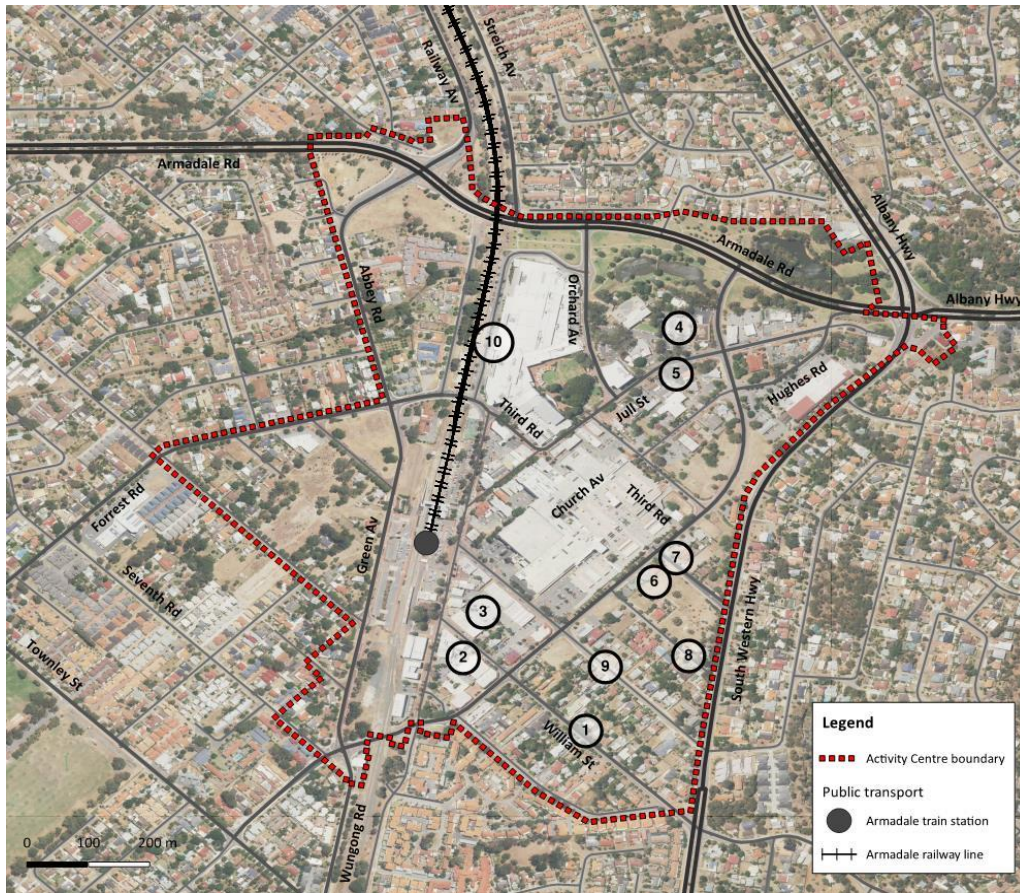 Streich Av
Railway Av
Armadale Rd
Albany Hwy
Armadale Rd
Albany Hwy
Abbey Rd
Orchard Av
4
10
5
Hughes Rd
Jull St
Third Rd
Church Av
Third Rd
Forrest Rd
Green Av
7
6
Seventh Rd
3
2
8
9
South Western Hwy
Townley St
1
William St
Wungong Rd
Legend
Activity Centre boundary
Public transport
Armadale train station
Armadale railway line
0 100 200 m